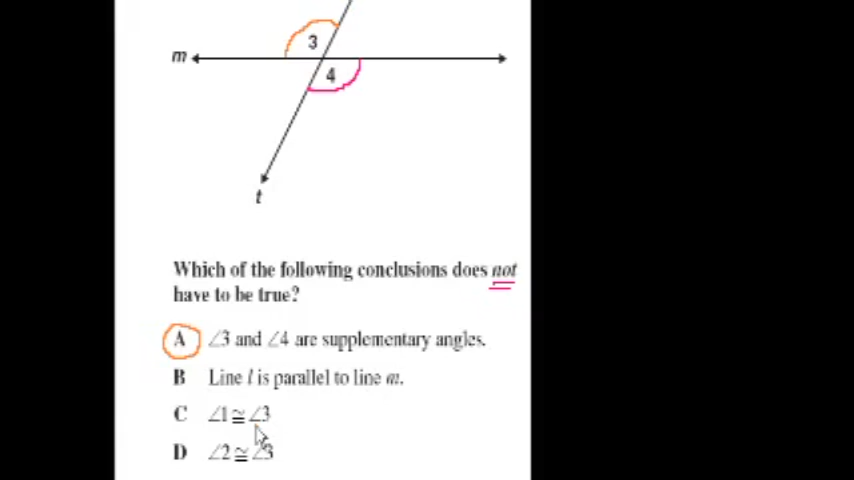 3
m
4
t
Which of the following conclusions does not
have to be true?
A ∠3 and ∠4 are supplementary angles.
B Line l is parallel to line m.
C ∠1 ≅ ∠3
D ∠2 ≅ ∠3